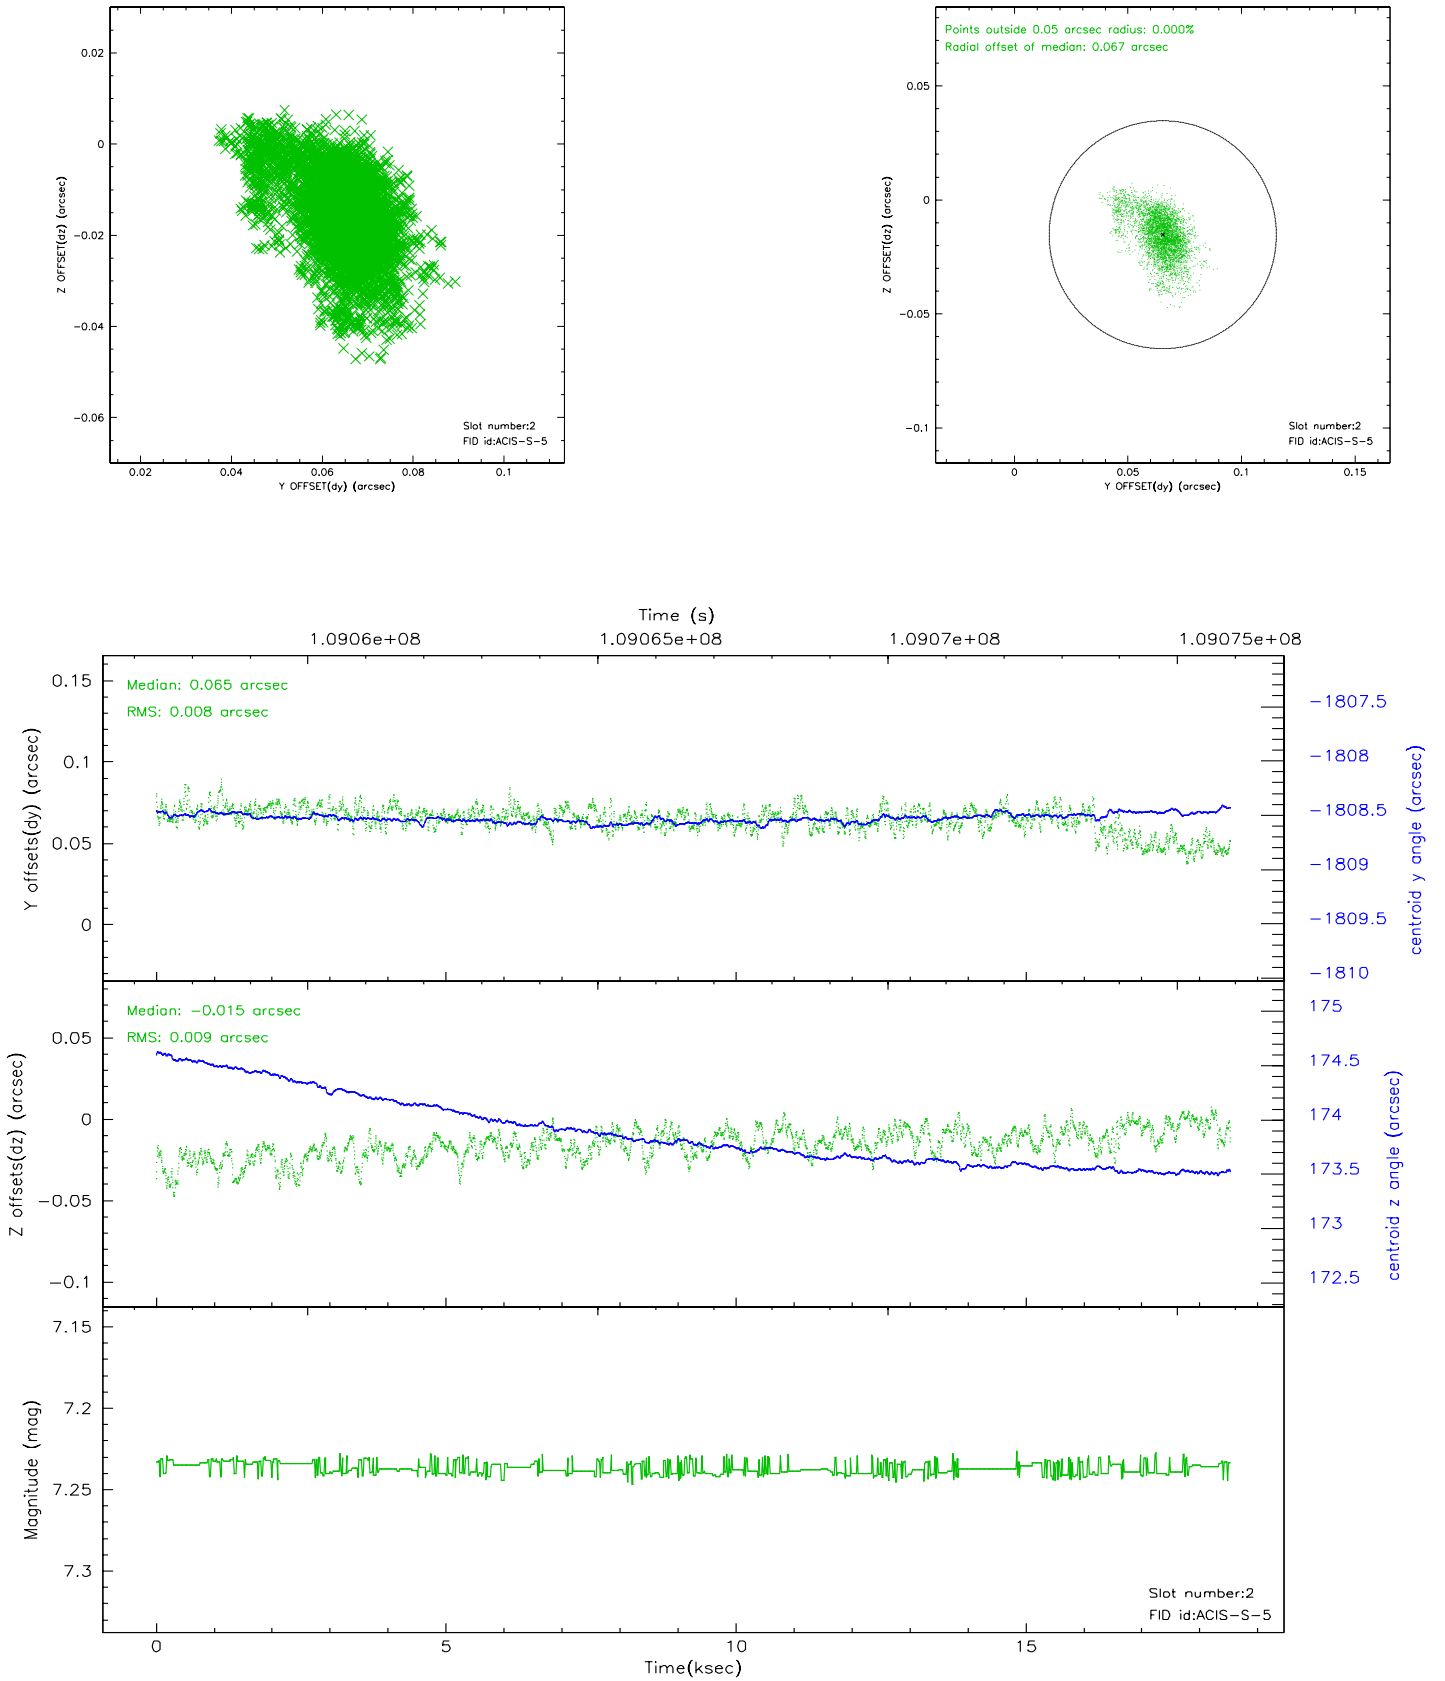 0.02
0
−0.02
−0.04
−0.06
Z OFFSET(dz) (arcsec)
Slot number:2
FID id:ACIS−S−5
0.02 0.04 0.06 0.08 0.1
Y OFFSET(dy) (arcsec)
Points outside 0.05 arcsec radius: 0.000%
Radial offset of median: 0.067 arcsec
0.05
0
−0.05
−0.1
Z OFFSET(dz) (arcsec)
Slot number:2
FID id:ACIS−S−5
0 0.05 0.1 0.15
Y OFFSET(dy) (arcsec)
Time (s)
1.0906e+08 1.09065e+08 1.0907e+08 1.09075e+08
Median: 0.065 arcsec
RMS: 0.008 arcsec
0.15
0.1
0.05
0
Y offsets(dy) (arcsec)
−1807.5
−1808
−1808.5
−1809
−1809.5
−1810
centroid y angle (arcsec)
Median: −0.015 arcsec
RMS: 0.009 arcsec
0.05
0
−0.05
−0.1
Z offsets(dz) (arcsec)
175
174.5
174
173.5
173
172.5
centroid z angle (arcsec)
7.15
7.2
7.25
7.3
Magnitude (mag)
Slot number:2
FID id:ACIS−S−5
0 5 10 15
Time(ksec)